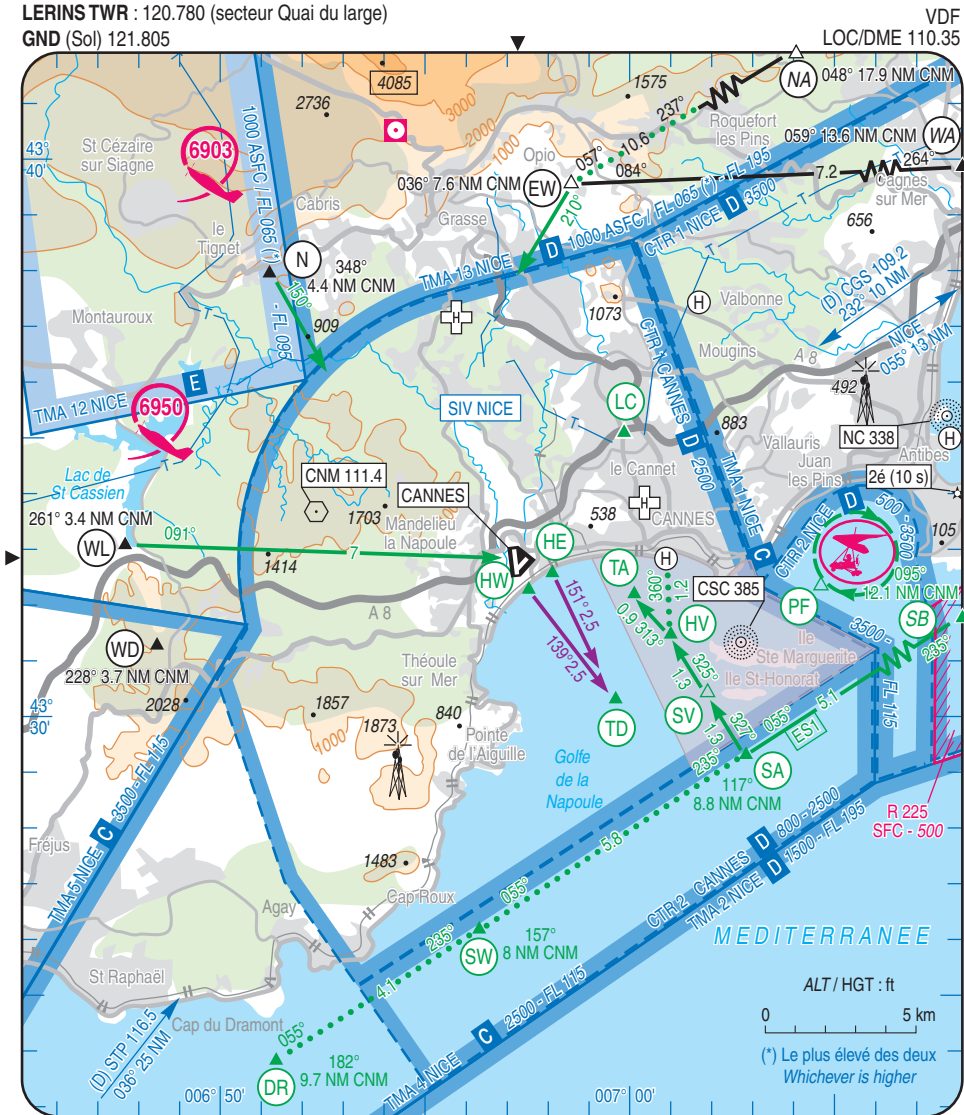 LERINS TWR : 120.780 (secteur Quai du large)
VDF
GND (Sol) 121.805
LOC/DME 110.35
4085
1575
NA
048° 17.9 NM CNM
2736
3000
2000
1000
237°
Roquefort
les Pins
059° 13.6 NM CNM
WA
St Cézaire
sur Siagne
6903
1000 ASFC / FL 065 (*)
- FL 095
43°
40'
Opio
057°
10.6
084°
7.2
264°
036° 7.6 NM CNM
EW
Cagnes
sur Mer
Cabris
Grasse
210°
1000 ASFC / FL 065 (*) - FL 195
D
CTR 1 NICE D 3500
656
le
Tignet
N
348°
4.4 NM CNM
TMA 13 NICE
(D) CGS 109.2
232° 10 NM
150°
H
1073
H
Valbonne
NICE
055° 13 NM
Montauroux
909
CTR 1 CANNES D 2500
Mougins
A 8
E
TMA 12 NICE
6950
SIV NICE
LC
492
883
TMA 1 NICE
C
NC 338
H
Vallauris
Juan
les Pins
Antibes
le Cannet
Lac de
St Cassien
CNM 111.4
CANNES
2é (10 s)
1703
H
CANNES
538
Mandelieu
la Napoule
261° 3.4 NM CNM
WL
091°
7
1414
CTR 2 NICE D 500 - 3500
105
HE
HW
TA
H
360°
1.2
CSC 385
095°
12.1 NM CNM
PF
SB
A 8
151° 2.5
139° 2.5
0.9 313°
HV
Ile
Ste Marguerite
Ile St-Honorat
3500 -
FL 115
235°
WD
228° 3.7 NM CNM
2028
Théoule
sur Mer
325°
1.3
43°
30'
1857
1873
1000
840
Pointe
de l'Aiguille
TD
SV
327°
1.3
055°
5.1
ES1
235°
SA
117°
8.8 NM CNM
Golfe
de la
Napoule
R 225
SFC - 500
TMA 5 NICE C 3500 - FL 115
5.8
CTR 2 CANNES D 800 - 2500
TMA 2 NICE D 1500 - FL 195
Fréjus
1483
Agay
Cap Roux
055°
235°
SW
157°
8 NM CNM
MEDITERRANEE
St Raphaël
4.1
ALT / HGT : ft
0
5 km
Cap du Dramont
(D) STP 116.5
036° 25 NM
055°
DR
182°
9.7 NM CNM
TMA 4 NICE C 2500 - FL 115
(*) Le plus élevé des deux
Whichever is higher
006° 50'
007° 00'